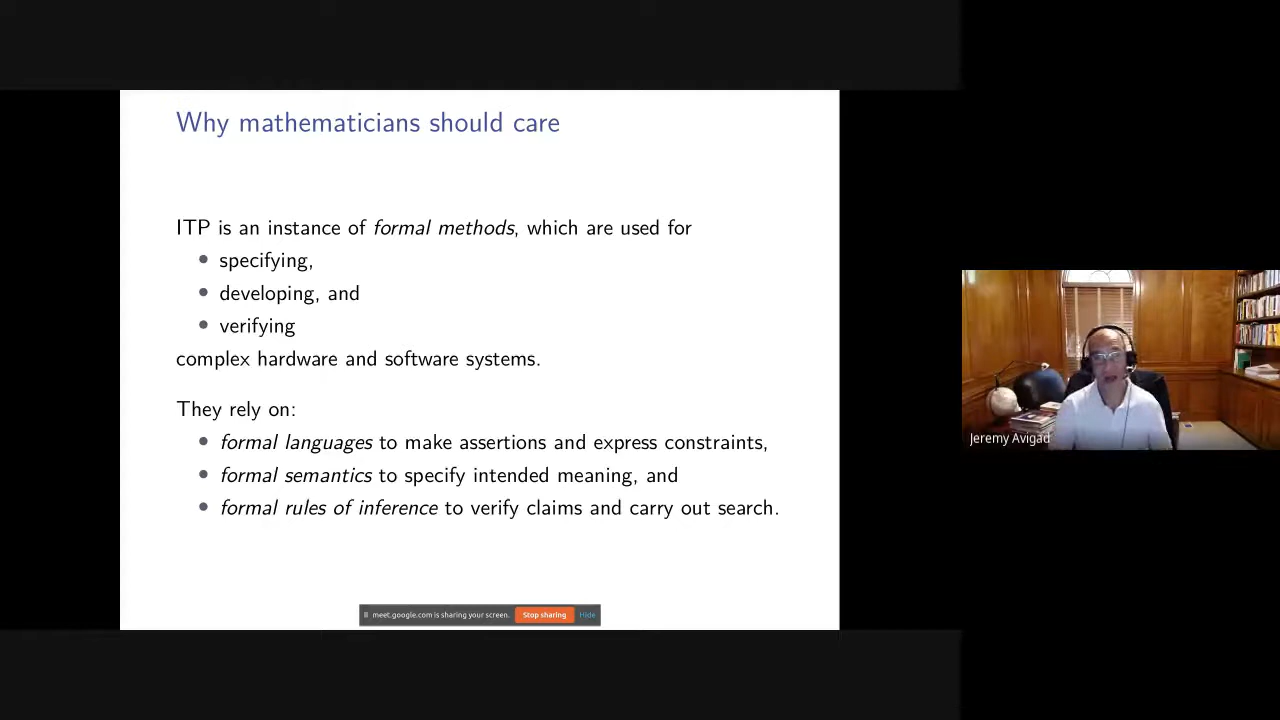 Why mathematicians should care
ITP is an instance of formal methods, which are used for
• specifying,
• developing, and
• verifying
complex hardware and software systems.
They rely on:
• formal languages to make assertions and express constraints,
• formal semantics to specify intended meaning, and
• formal rules of inference to verify claims and carry out search.
meet.google.com is sharing your screen. Stop sharing Hide
Jeremy Avigad